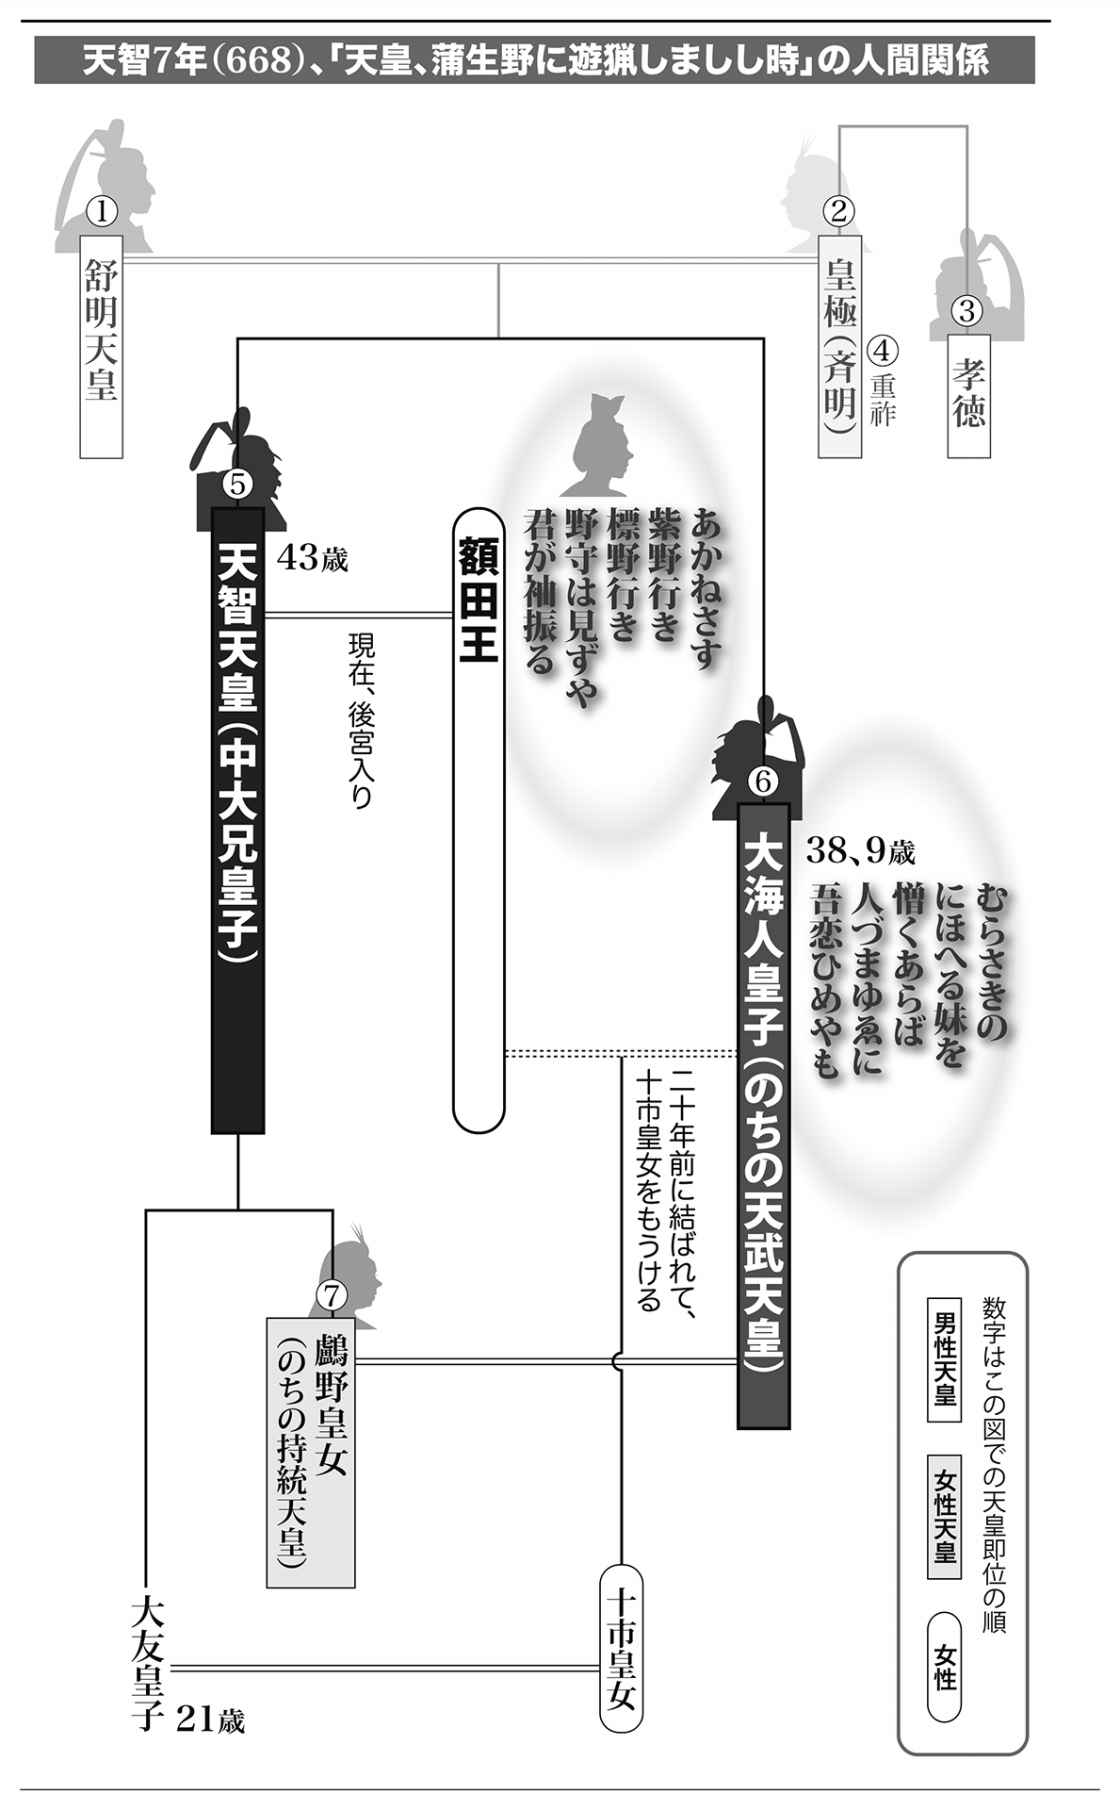 天智7年(668)、「天皇、蒲生野に遊猟しましし時」の人間関係
①
舒明天皇
②
皇極(斉明)
④重祚
③
孝徳
⑤
天智天皇(中大兄皇子)
43歳
現在、後宮入り
額田王
あかねさす
紫野行き
標野行き
野守は見ずや
君が袖振る
⑥
大海人皇子(のちの天武天皇)
38、9歳
むらさきの
にほへる妹を
憎くあらば
人づまゆゑに
吾恋ひめやも
二十年前に結ばれて、
十市皇女をもうける
⑦
鸕野皇女
(のちの持統天皇)
大友皇子
21歳
十市皇女
数字はこの図での天皇即位の順
男性天皇
女性天皇
女性